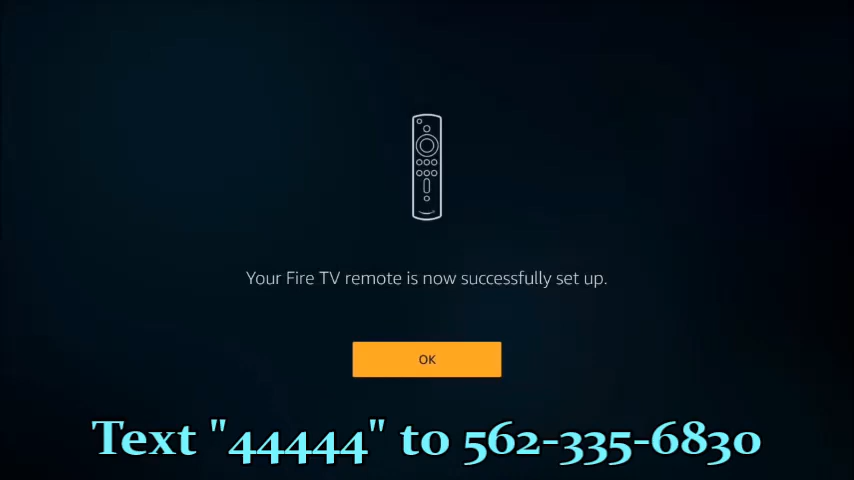 Your Fire TV remote is now successfully set up.
OK
Text "44444" to 562-335-6830